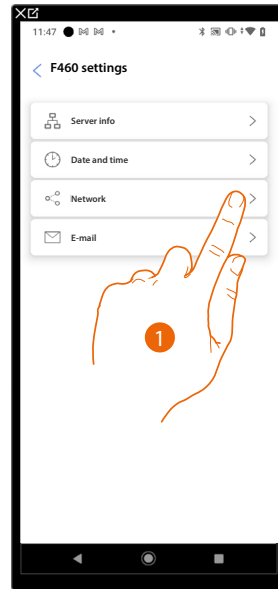 11:47
F460 settings
Server info
Date and time
Network
E-mail
1